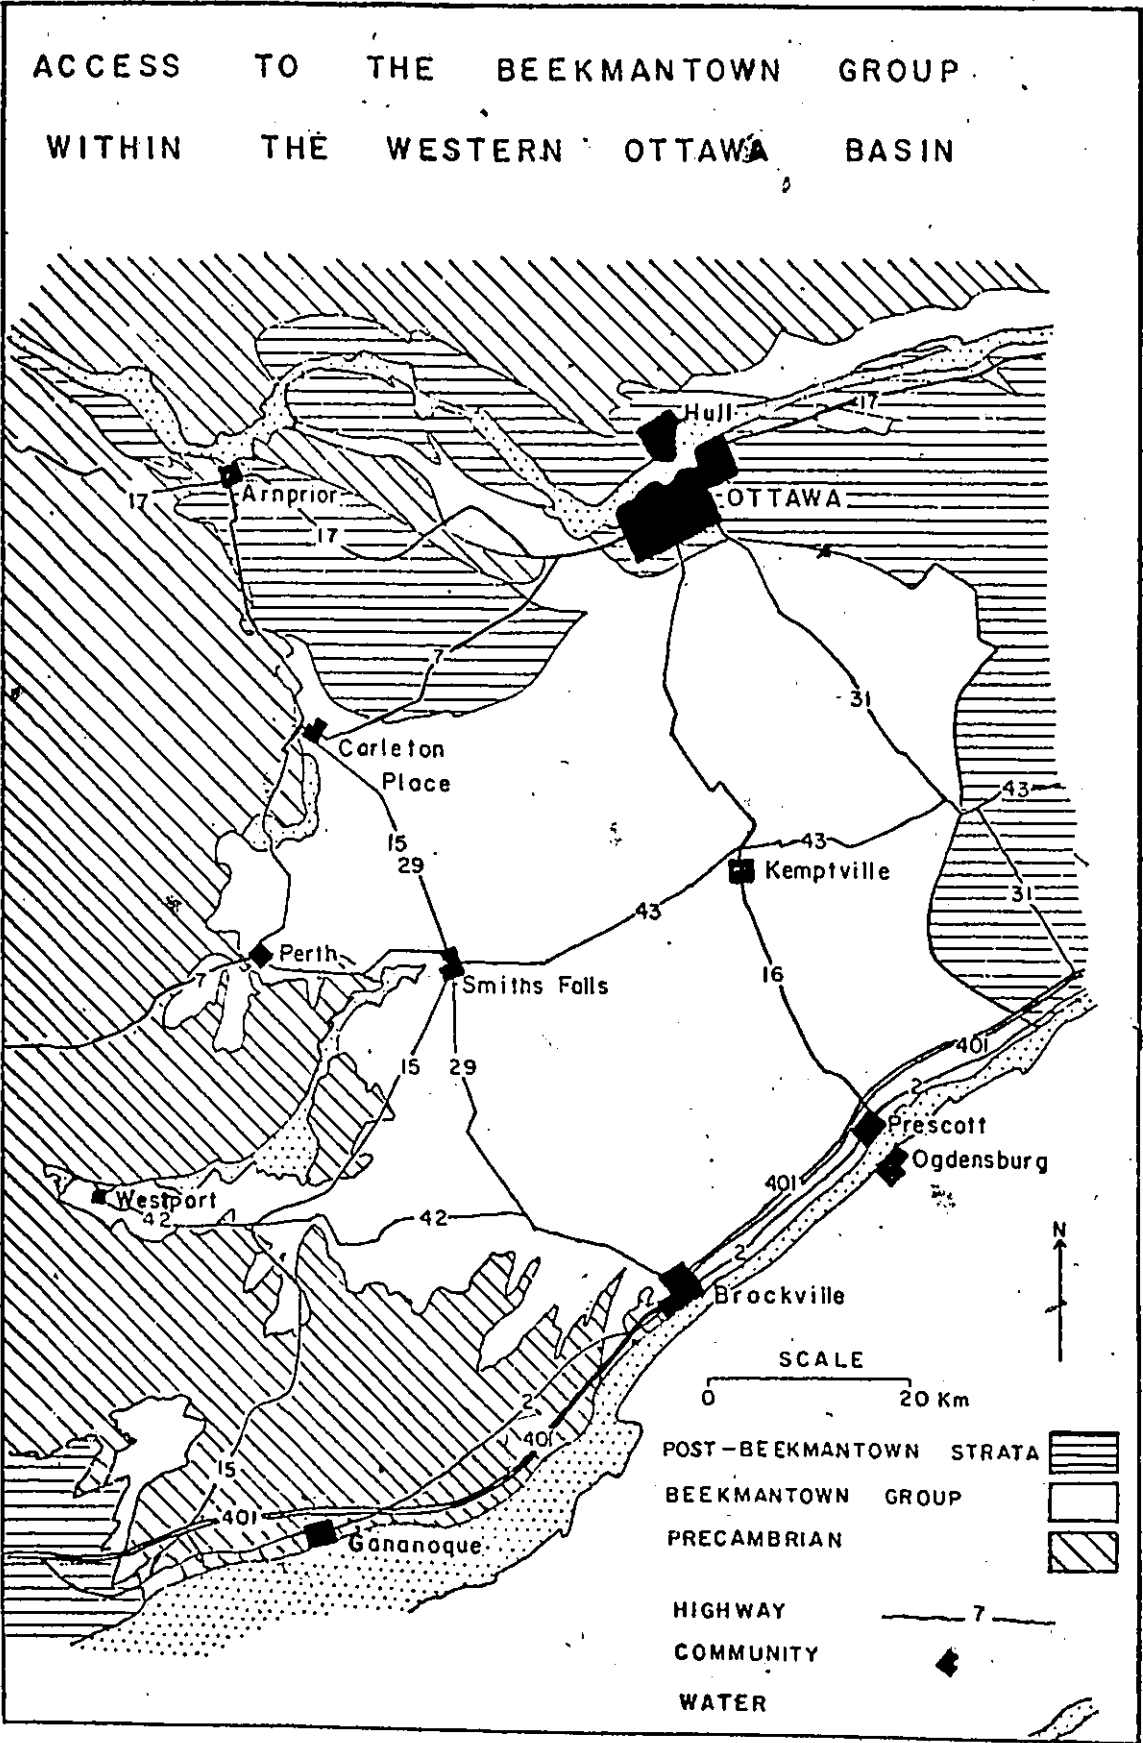 ACCESS TO THE BEEKMANTOWN GROUP
WITHIN THE WESTERN OTTAWA BASIN
Hull
17
17
Arnprior
OTTAWA
17
7
31
Carleton
Place
43
15
29
43
Kemptville
31
43
Perth
7
16
Smiths Falls
401
15
29
2
Prescott
Ogdensburg
401
Westport
42
42
N
2
Brockville
SCALE
0 20 Km
2
401
POST-BEEKMANTOWN STRATA
15
BEEKMANTOWN GROUP
401
PRECAMBRIAN
Gananoque
HIGHWAY 7
COMMUNITY
WATER